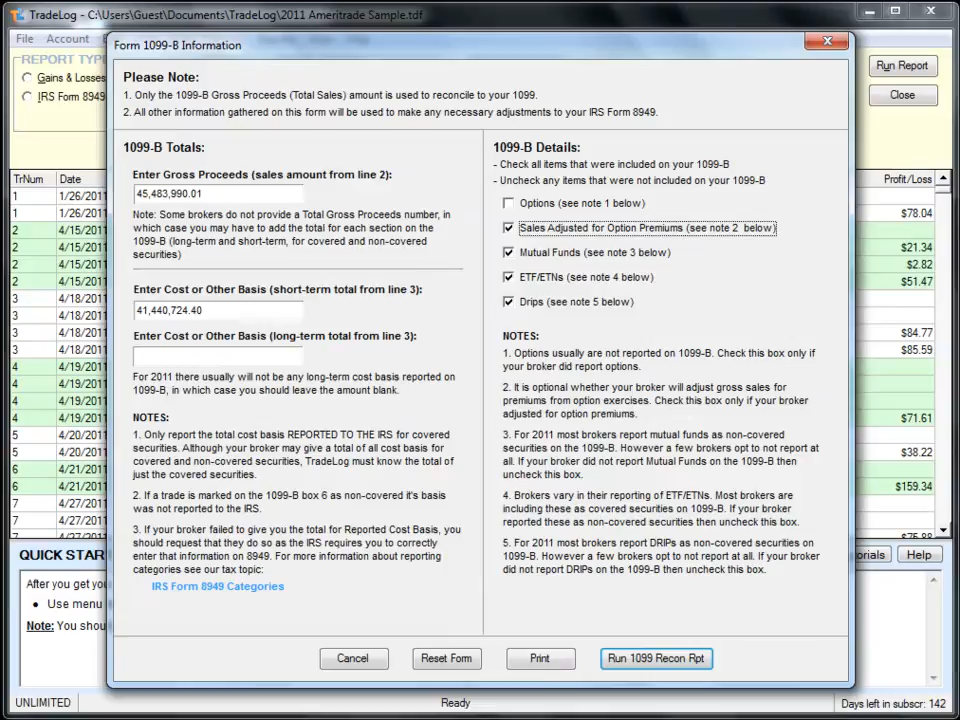 TradeLog - C:\Users\Guest\Documents\TradeLog\2011 Ameritrade Sample.tdf
File Account
REPORT TYP
Gains & Losses
IRS Form 8949
Run Report
Close
Form 1099-B Information
Please Note:
1. Only the 1099-B Gross Proceeds (Total Sales) amount is used to reconcile to your 1099.
2. All other information gathered on this form will be used to make any necessary adjustments to your IRS Form 8949.
1099-B Totals:
Enter Gross Proceeds (sales amount from line 2):
45,483,990.01
Note: Some brokers do not provide a Total Gross Proceeds number, in
which case you may have to add the total for each section on the
1099-B (long-term and short-term, for covered and non-covered
securities)
Enter Cost or Other Basis (short-term total from line 3):
41,440,724.40
Enter Cost or Other Basis (long-term total from line 3):
For 2011 there usually will not be any long-term cost basis reported on
1099-B, in which case you should leave the amount blank.
NOTES:
1. Only report the total cost basis REPORTED TO THE IRS for covered
securities. Although your broker may give a total of all cost basis for
covered and non-covered securities, TradeLog must know the total of
just the covered securities.
2. If a trade is marked on the 1099-B box 6 as non-covered it's basis
was not reported to the IRS.
3. If your broker failed to give you the total for Reported Cost Basis, you
should request that they do so as the IRS requires you to correctly
enter that information on 8949. For more information about reporting
categories see our tax topic:
IRS Form 8949 Categories
1099-B Details:
- Check all items that were included on your 1099-B
- Uncheck any items that were not included on your 1099-B
Options (see note 1 below)
Sales Adjusted for Option Premiums (see note 2 below)
Mutual Funds (see note 3 below)
ETF/ETNs (see note 4 below)
Drips (see note 5 below)
NOTES:
1. Options usually are not reported on 1099-B. Check this box only if
your broker did report options.
2. It is optional whether your broker will adjust gross sales for
premiums from option exercises. Check this box only if your broker
adjusted for option premiums.
3. For 2011 most brokers report mutual funds as non-covered
securities on the 1099-B. However a few brokers opt to not report at
all. If your broker did not report Mutual Funds on the 1099-B then
uncheck this box.
4. Brokers vary in their reporting of ETF/ETNs. Most brokers are
including these as covered securities on 1099-B. If your broker
reported these as non-covered securities then uncheck this box.
5. For 2011 most brokers report DRIPs as non-covered securities on
1099-B. However a few brokers opt to not report at all. If your broker
did not report DRIPs on the 1099-B then uncheck this box.
Cancel
Reset Form
Print
Run 1099 Recon Rpt
TrNum Date Profit/Loss
1 1/26/2011
1 1/26/2011 $78.04
2 4/15/2011
2 4/15/2011 $21.34
2 4/15/2011 $2.82
2 4/15/2011 $51.47
3 4/18/2011
3 4/18/2011
3 4/18/2011 $84.77
3 4/18/2011 $85.59
4 4/19/2011
4 4/19/2011
4 4/19/2011
4 4/19/2011 $71.61
5 4/20/2011
5 4/20/2011 $38.22
6 4/21/2011
6 4/21/2011 $159.34
7 4/27/2011
7 4/27/2011
7 4/27/2011 $75.88
QUICK STAR
orials
Help
After you get you
• Use menu
Note: You shou
UNLIMITED
Ready
Days left in subscr: 142